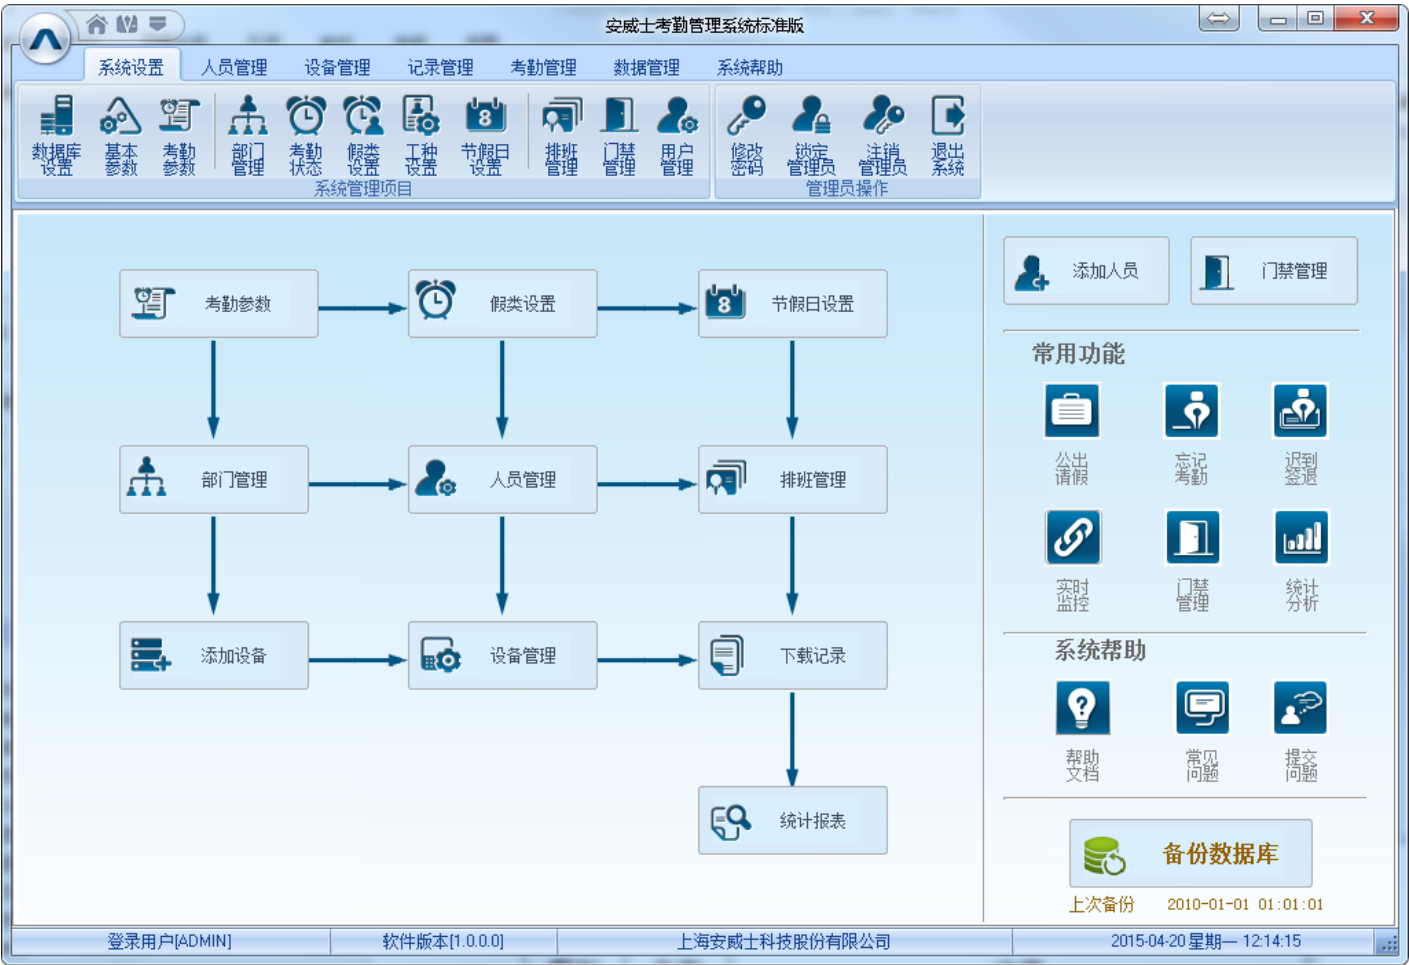 安威士考勤管理系统标准版
系统设置 人员管理 设备管理 记录管理 考勤管理 数据管理 系统帮助
数据库 基本 考勤 部门 考勤 假类 工种 节假日 排班 门禁 用户 修改 锁定 注销 退出
设置 参数 参数 管理 状态 设置 设置 设置 管理 管理 管理 密码 管理员 管理员 系统
系统管理项目 管理员操作
考勤参数 假类设置 节假日设置
部门管理 人员管理 排班管理
添加设备 设备管理 下载记录
统计报表
添加人员 门禁管理
常用功能
公出 忘记 迟到
请假 考勤 签退
实时 门禁 统计
监控 管理 分析
系统帮助
帮助 常见 提交
文档 问题 问题
备份数据库
上次备份 2010-01-01 01:01:01
登录用户[ADMIN] 软件版本[1.0.0.0] 上海安威士科技股份有限公司 2015-04-20 星期一 12:14:15